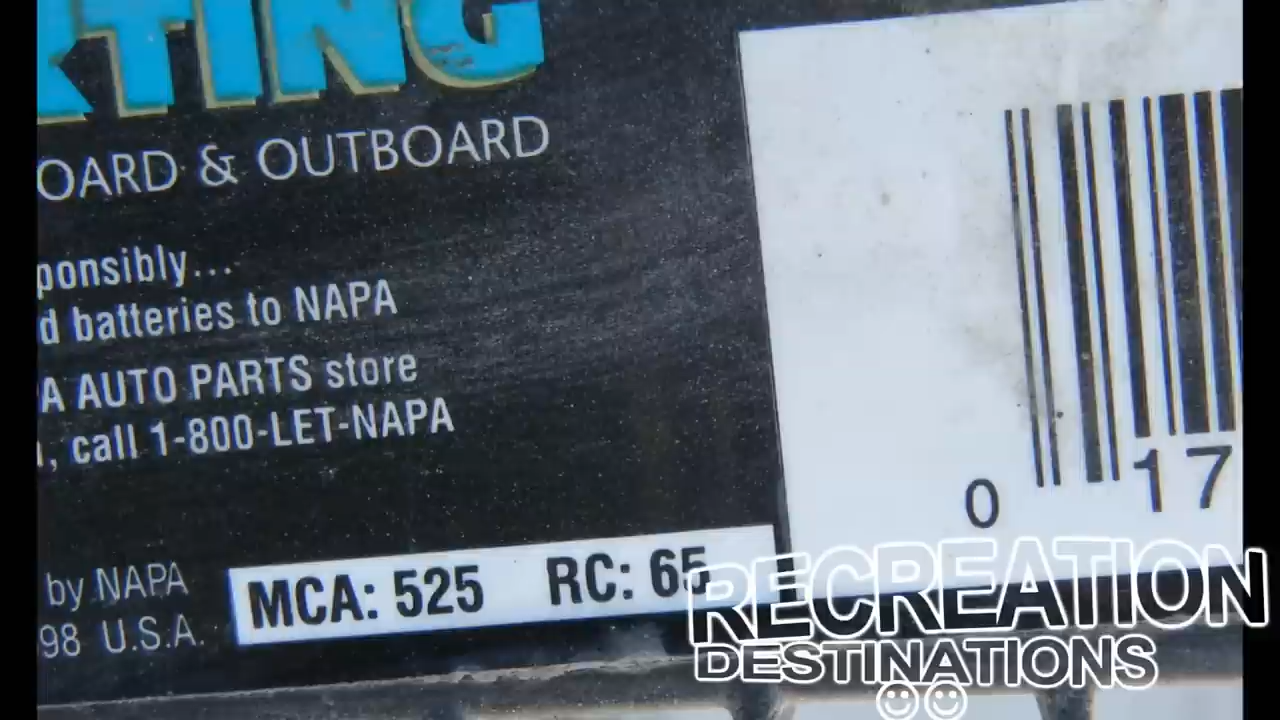 KTING
OARD & OUTBOARD
ponsibly...
d batteries to NAPA
A AUTO PARTS store
, call 1-800-LET-NAPA
by NAPA
98 U.S.A.
MCA: 525 RC: 65
0 17
RECREATION
DESTINATIONS